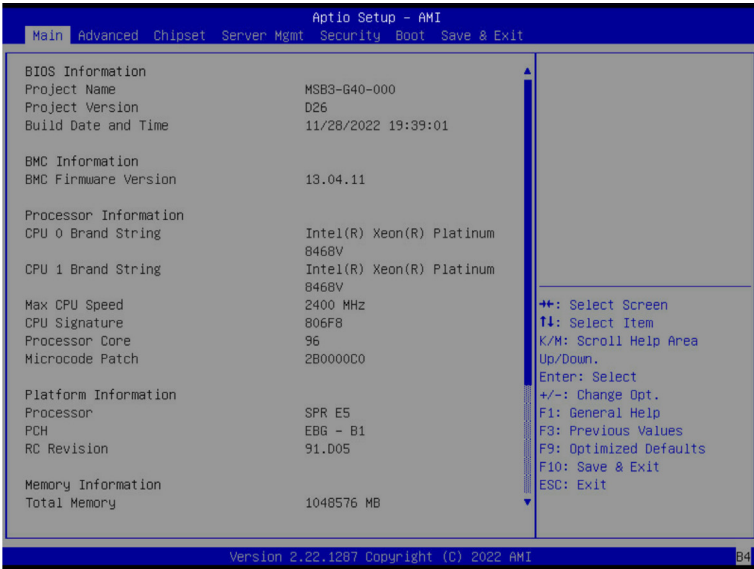 Aptio Setup - AMI
Main Advanced Chipset Server Mgmt Security Boot Save & Exit
BIOS Information
Project Name MSB3-G40-000
Project Version D26
Build Date and Time 11/28/2022 19:39:01
BMC Information
BMC Firmware Version 13.04.11
Processor Information
CPU 0 Brand String Intel(R) Xeon(R) Platinum
8468V
CPU 1 Brand String Intel(R) Xeon(R) Platinum
8468V
Max CPU Speed 2400 MHz
CPU Signature 806F8
Processor Core 96
Microcode Patch 2B0000C0
Platform Information
Processor SPR E5
PCH EBG - B1
RC Revision 91.D05
Memory Information
Total Memory 1048576 MB
→←: Select Screen
↑↓: Select Item
K/M: Scroll Help Area
Up/Down.
Enter: Select
+/-: Change Opt.
F1: General Help
F3: Previous Values
F9: Optimized Defaults
F10: Save & Exit
ESC: Exit
Version 2.22.1287 Copyright (C) 2022 AMI
B4